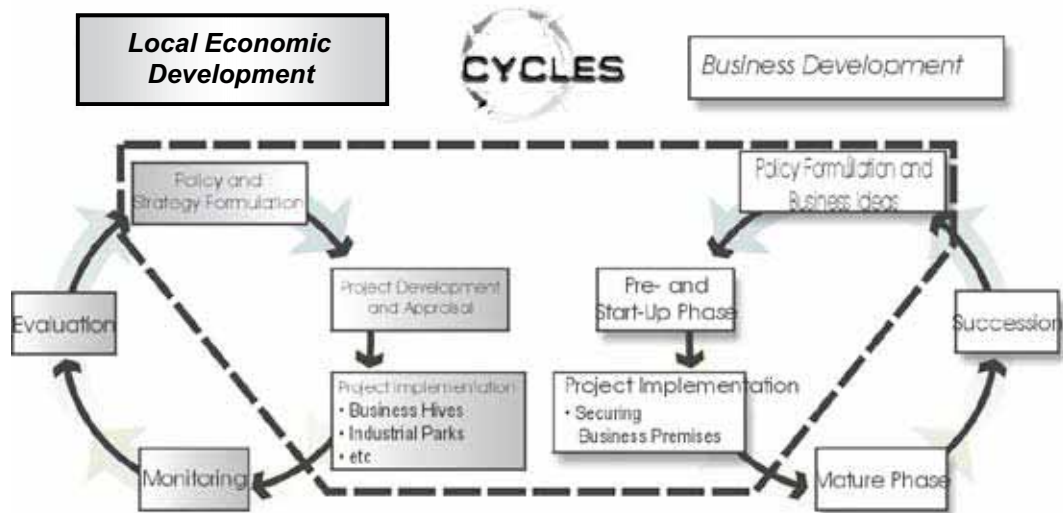 Local Economic
Development
CYCLES
Business Development
Policy and
Strategy Formulation
Policy Formulation and
Business Ideas
Project Development
and Appraisal
Pre- and
Start-Up Phase
Evaluation
Succession
Project Implementation
• Business Hives
• Industrial Parks
• etc
Project Implementation
• Securing
Business Premises
Monitoring
Mature Phase